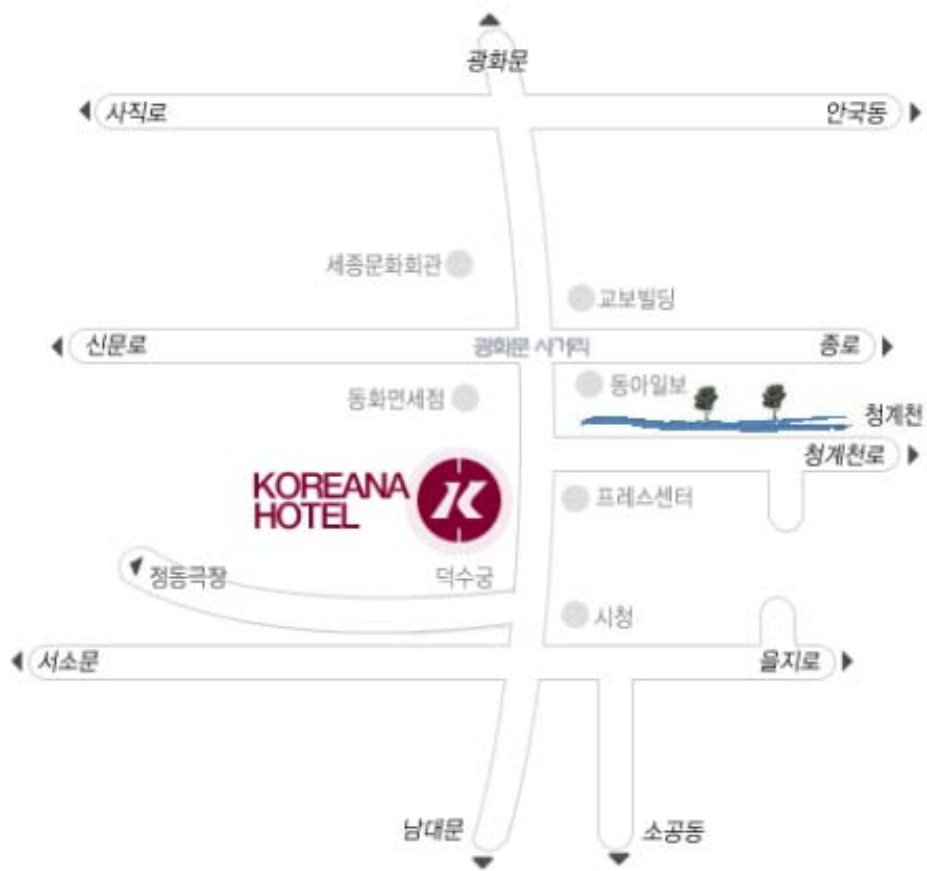 광화문
사직로
안국동
세종문화회관
교보빌딩
신문로
광화문 사거리
종로
동화면세점
동아일보
청계천
청계천로
KOREANA
HOTEL
K
프레스센터
정동극장
덕수궁
시청
서소문
을지로
남대문
소공동